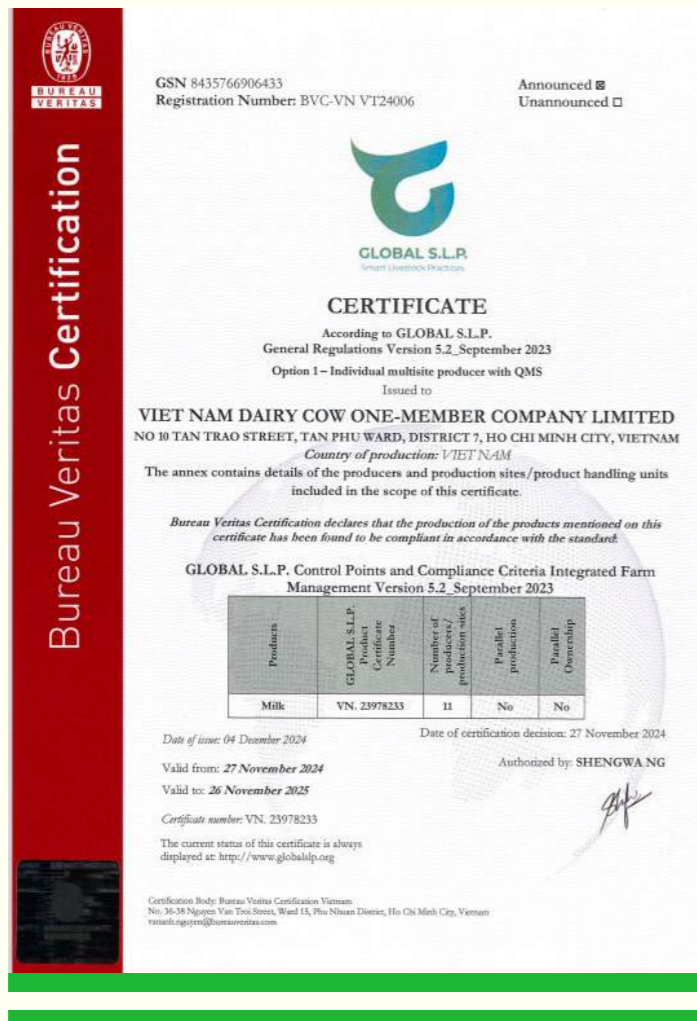 BUREAU
VERITAS
Bureau Veritas Certification
GSN 8435766906433
Registration Number: BVC-VN VT24006
Announced ☒
Unannounced ☐
GLOBAL S.L.P.
Smart Livestock Practices
CERTIFICATE
According to GLOBAL S.L.P.
General Regulations Version 5.2_September 2023
Option 1 – Individual multisite producer with QMS
Issued to
VIET NAM DAIRY COW ONE-MEMBER COMPANY LIMITED
NO 10 TAN TRAO STREET, TAN PHU WARD, DISTRICT 7, HO CHI MINH CITY, VIETNAM
Country of production: VIET NAM
The annex contains details of the producers and production sites/product handling units
included in the scope of this certificate.
Bureau Veritas Certification declares that the production of the products mentioned on this
certificate has been found to be compliant in accordance with the standard:
GLOBAL S.L.P. Control Points and Compliance Criteria Integrated Farm
Management Version 5.2_September 2023
Products
GLOBAL S.L.P.
Product
Certificate
Number
Number of
producers/
production sites
Parallel
production
Parallel
Ownership
Milk VN. 23978233 11 No No
Date of issue: 04 December 2024
Date of certification decision: 27 November 2024
Valid from: 27 November 2024
Authorized by: SHENGWA NG
Valid to: 26 November 2025
Certificate number: VN. 23978233
The current status of this certificate is always
displayed at: http://www.globalslp.org
Certification Body: Bureau Veritas Certification Vietnam
No. 36-38 Nguyen Van Troi Street, Ward 15, Phu Nhuan District, Ho Chi Minh City, Vietnam
vananh.nguyen@bureauveritas.com